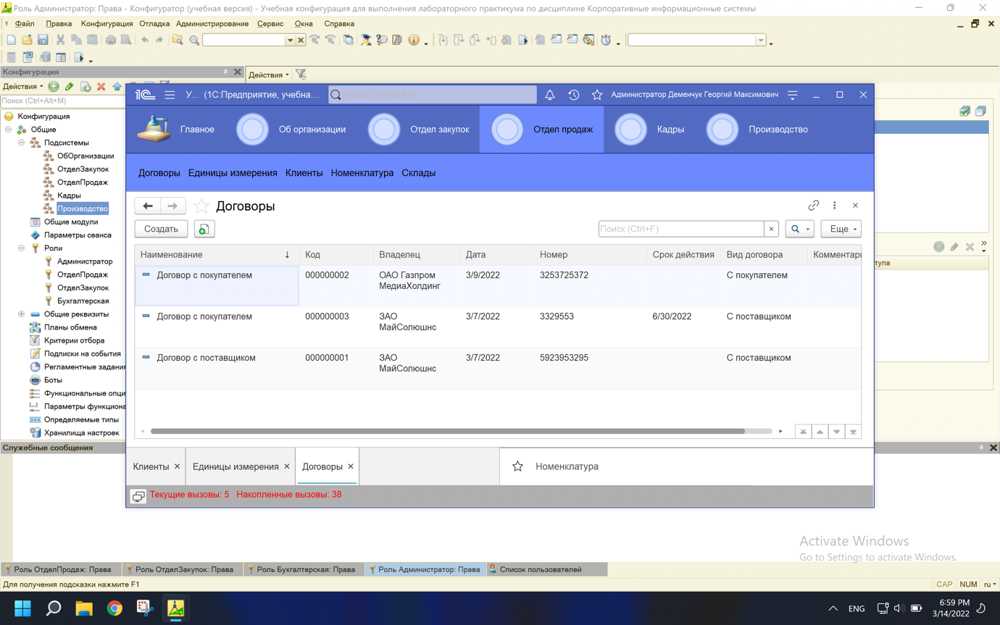 Роль Администратор: Права - Конфигуратор (учебная версия) - Учебная конфигурация для выполнения лабораторного практикума по дисциплине Корпоративные информационные системы
Файл Правка Конфигурация Отладка Администрирование Сервис Окна Справка
Конфигурация
Действия
Действия
Поиск (Ctrl+Alt+M)
Конфигурация
Общие
Подсистемы
ОбОрганизации
ОтделЗакупок
ОтделПродаж
Кадры
Производство
Общие модули
Параметры сеанса
Роли
Администратор
ОтделПродаж
ОтделЗакупок
Бухгалтерская
Общие реквизиты
Планы обмена
Критерии отбора
Подписки на события
Регламентные задания
Боты
Функциональные опци
Параметры функциона
Определяемые типы
Хранилища настроек
1С У... (1С:Предприятие, учебна... Поиск Ctrl+Shift+F Администратор Деменчук Георгий Максимович
Главное Об организации Отдел закупок Отдел продаж Кадры Производство
Договоры Единицы измерения Клиенты Номенклатура Склады
Договоры
Создать Поиск (Ctrl+F) × Еще
Наименование ↓ Код Владелец Дата Номер Срок действия Вид договора Комментари
Договор с покупателем 000000002 ОАО Газпром МедиаХолдинг 3/9/2022 3253725372 С покупателем
Договор с покупателем 000000003 ЗАО МайСолюшнс 3/7/2022 3329553 6/30/2022 С поставщиком
Договор с поставщиком 000000001 ЗАО МайСолюшнс 3/7/2022 5923953295 С поставщиком
Клиенты × Единицы измерения × Договоры × Номенклатура
Текущие вызовы: 5 Накопленные вызовы: 38
тупа
Служебные сообщения
Activate Windows
Go to Settings to activate Windows.
Роль ОтделПродаж: Права Роль ОтделЗакупок: Права Роль Бухгалтерская: Права Роль Администратор: Права Список пользователей
Для получения подсказки нажмите F1 CAP NUM ru
ENG 6:59 PM
3/14/2022